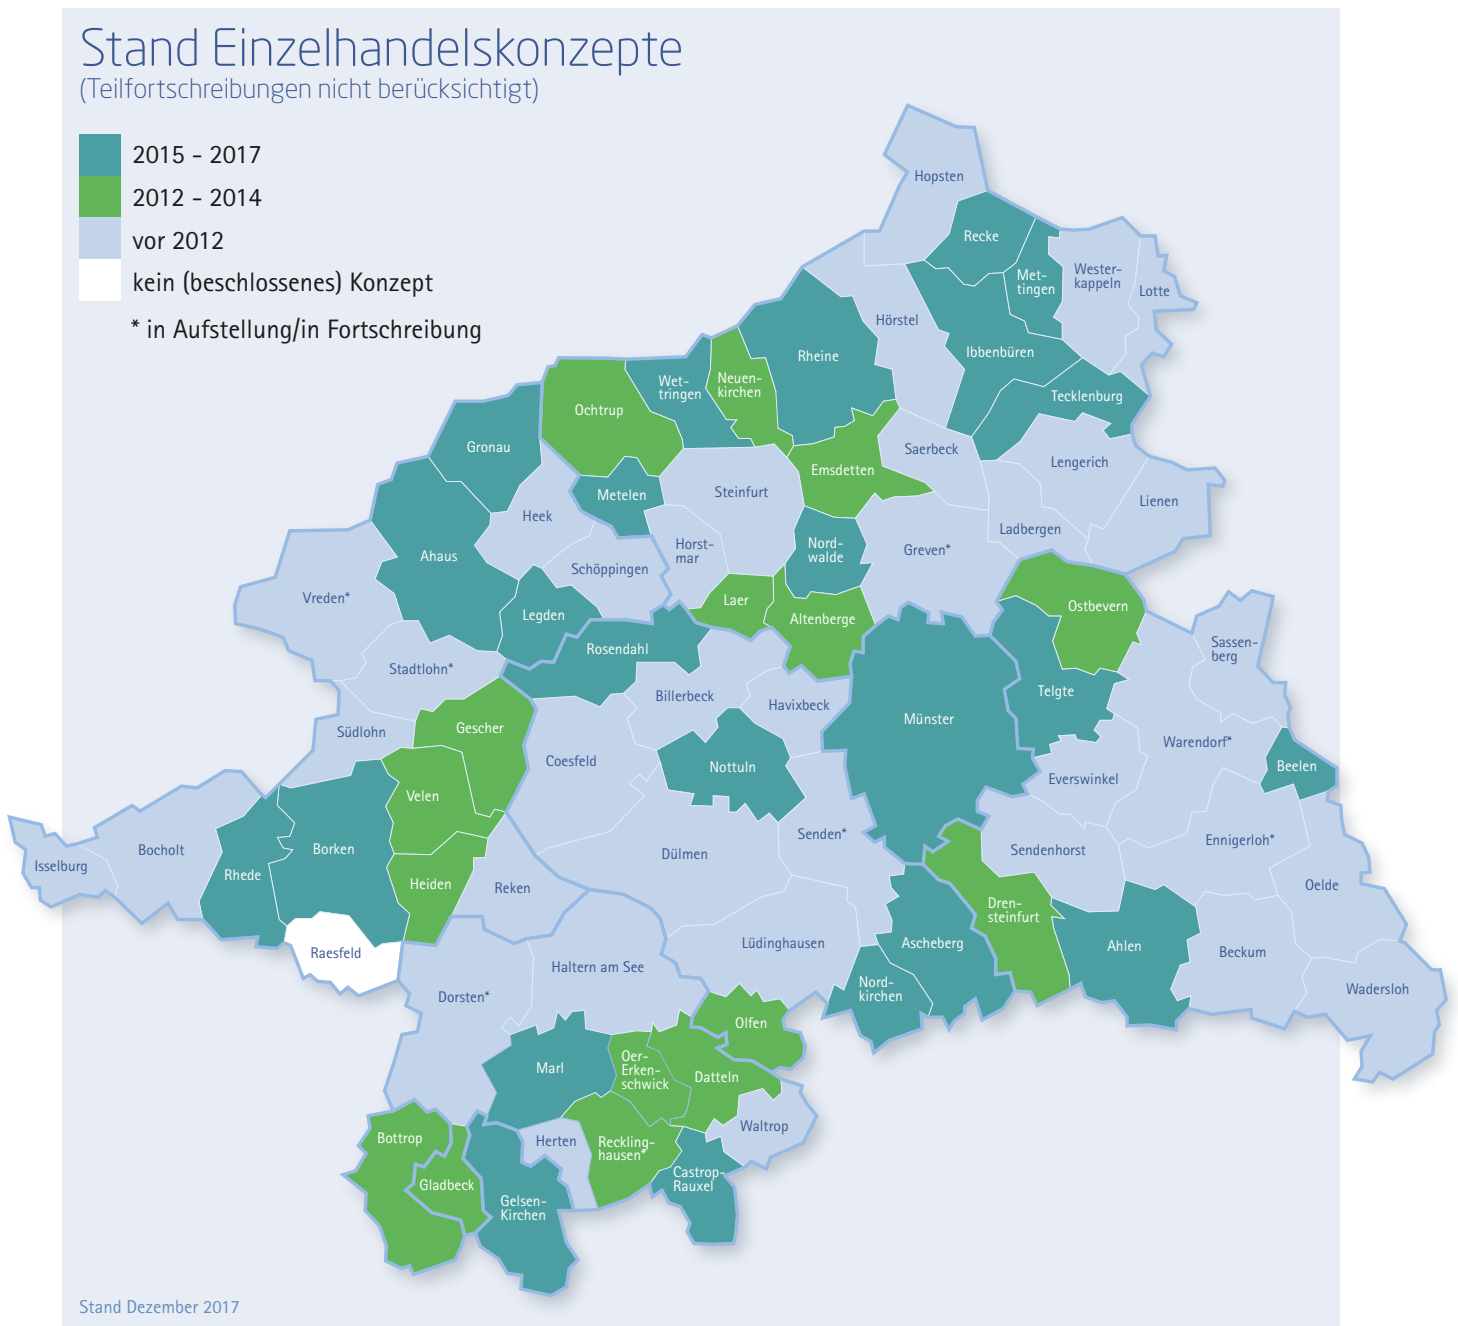 Stand Einzelhandelskonzepte
(Teilfortschreibungen nicht berücksichtigt)
2015 - 2017
2012 - 2014
vor 2012
kein (beschlossenes) Konzept
* in Aufstellung/in Fortschreibung
Hopsten
Recke
Met-
tingen
Wester-
kappeln
Lotte
Hörstel
Ibbenbüren
Rheine
Tecklenburg
Wet-
tringen
Neuen-
kirchen
Ochtrup
Gronau
Saerbeck
Lengerich
Emsdetten
Metelen
Steinfurt
Lienen
Heek
Ladbergen
Horst-
mar
Nord-
walde
Greven*
Ahaus
Schöppingen
Vreden*
Laer
Altenberge
Ostbevern
Legden
Rosendahl
Sassen-
berg
Stadtlohn*
Billerbeck
Havixbeck
Telgte
Münster
Südlohn
Gescher
Warendorf*
Coesfeld
Nottuln
Everswinkel
Beelen
Velen
Senden*
Ennigerloh*
Bocholt
Borken
Dülmen
Sendenhorst
Isselburg
Rhede
Heiden
Reken
Oelde
Dren-
steinfurt
Raesfeld
Lüdinghausen
Ascheberg
Ahlen
Beckum
Haltern am See
Dorsten*
Nord-
kirchen
Wadersloh
Olfen
Marl
Oer-
Erken-
schwick
Datteln
Waltrop
Bottrop
Herten
Reckling-
hausen*
Castrop-
Rauxel
Gladbeck
Gelsen-
Kirchen
Stand Dezember 2017